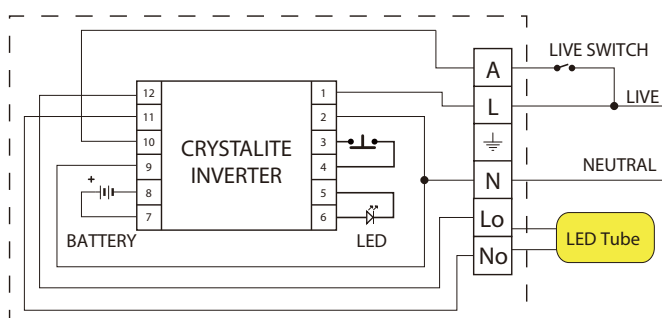 LIVE SWITCH
A
LIVE
L
12
1
11
2
10
3
CRYSTALITE
INVERTER
9
4
NEUTRAL
N
+
8
5
7
6
BATTERY
LED
Lo
LED Tube
No